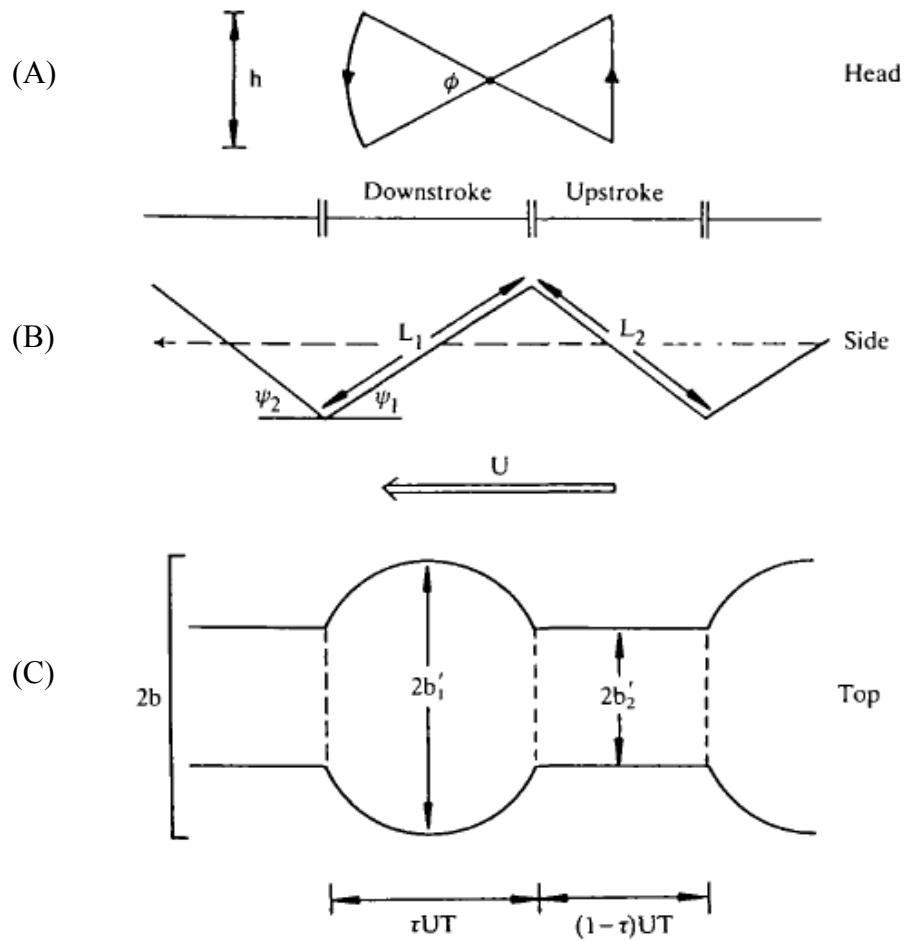 (A)
h
ϕ
Head
Downstroke
Upstroke
(B)
L₁
L₂
Side
ψ₂
ψ₁
U
(C)
2b
2b′₁
2b′₂
Top
τUT
(1−τ)UT